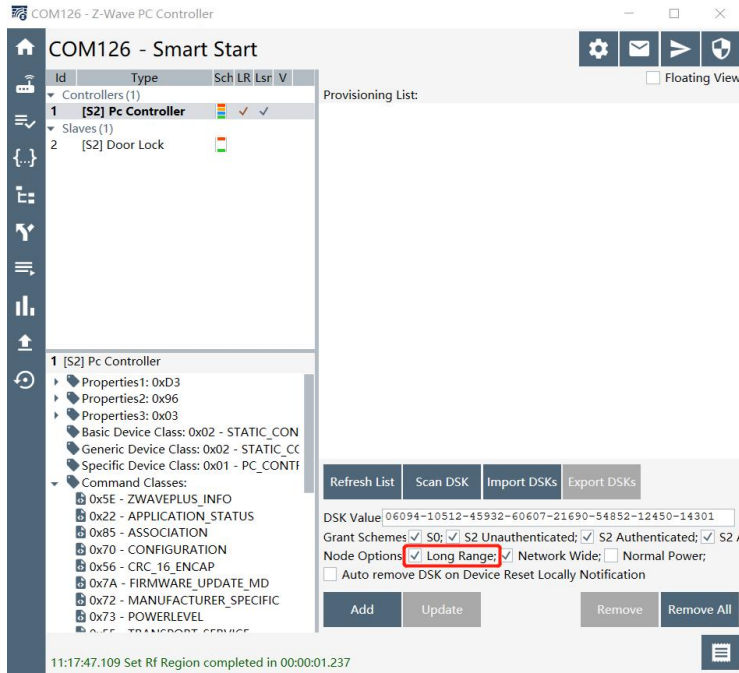 COM126 - Z-Wave PC Controller
COM126 - Smart Start
Id Type Sch LR Lsr V
Controllers (1)
1 [S2] Pc Controller
Slaves (1)
2 [S2] Door Lock
Floating View
Provisioning List:
1 [S2] Pc Controller
Properties1: 0xD3
Properties2: 0x96
Properties3: 0x03
Basic Device Class: 0x02 - STATIC_CON
Generic Device Class: 0x02 - STATIC_CC
Specific Device Class: 0x01 - PC_CONTF
Command Classes:
0x5E - ZWAVEPLUS_INFO
0x22 - APPLICATION_STATUS
0x85 - ASSOCIATION
0x70 - CONFIGURATION
0x56 - CRC_16_ENCAP
0x7A - FIRMWARE_UPDATE_MD
0x72 - MANUFACTURER_SPECIFIC
0x73 - POWERLEVEL
Refresh List Scan DSK Import DSKs Export DSKs
DSK Value 06094-10512-45932-60607-21690-54852-12450-14301
Grant Schemes S0; S2 Unauthenticated; S2 Authenticated; S2 A
Node Options Long Range; Network Wide; Normal Power;
Auto remove DSK on Device Reset Locally Notification
Add Update Remove Remove All
11:17:47.109 Set Rf Region completed in 00:00:01.237